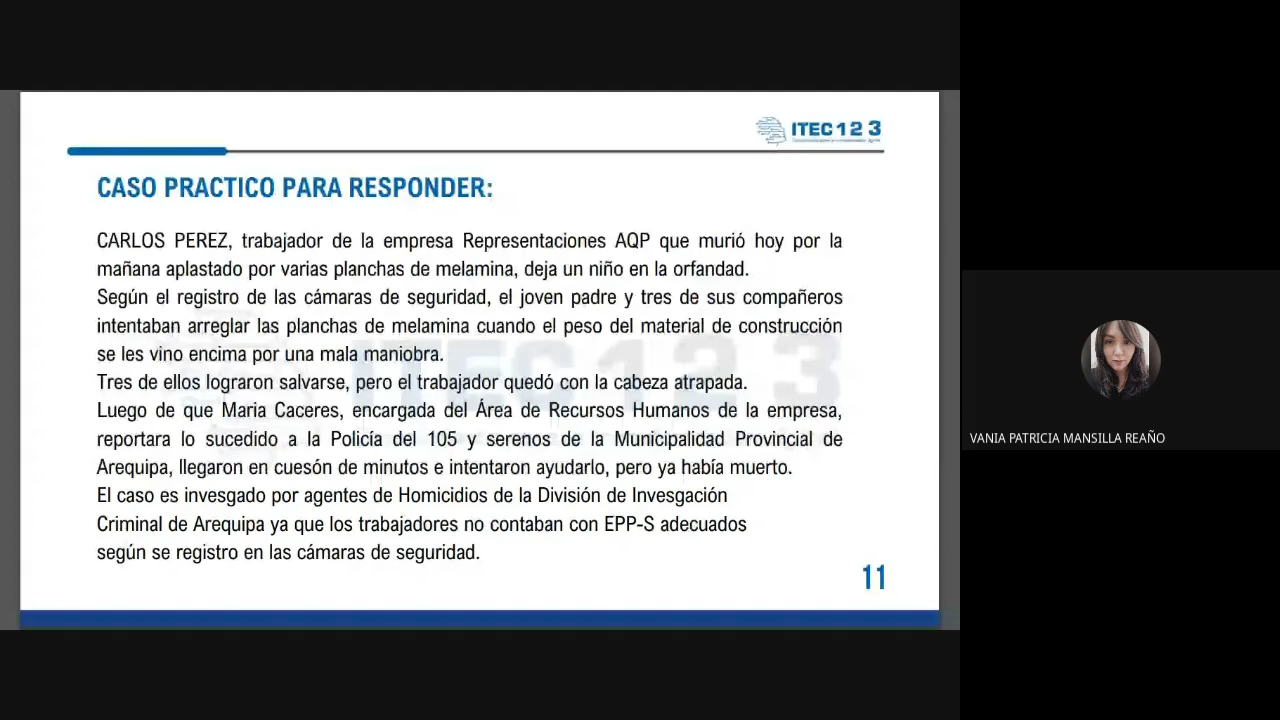 ITEC 1 2 3
CASO PRACTICO PARA RESPONDER:
CARLOS PEREZ, trabajador de la empresa Representaciones AQP que murió hoy por la
mañana aplastado por varias planchas de melamina, deja un niño en la orfandad.
Según el registro de las cámaras de seguridad, el joven padre y tres de sus compañeros
intentaban arreglar las planchas de melamina cuando el peso del material de construcción
se les vino encima por una mala maniobra.
Tres de ellos lograron salvarse, pero el trabajador quedó con la cabeza atrapada.
Luego de que Maria Caceres, encargada del Área de Recursos Humanos de la empresa,
reportara lo sucedido a la Policía del 105 y serenos de la Municipalidad Provincial de
Arequipa, llegaron en cuesón de minutos e intentaron ayudarlo, pero ya había muerto.
El caso es invesgado por agentes de Homicidios de la División de Invesgación
Criminal de Arequipa ya que los trabajadores no contaban con EPP-S adecuados
según se registro en las cámaras de seguridad.
11
ITEC 1 2 3
VANIA PATRICIA MANSILLA REAÑO